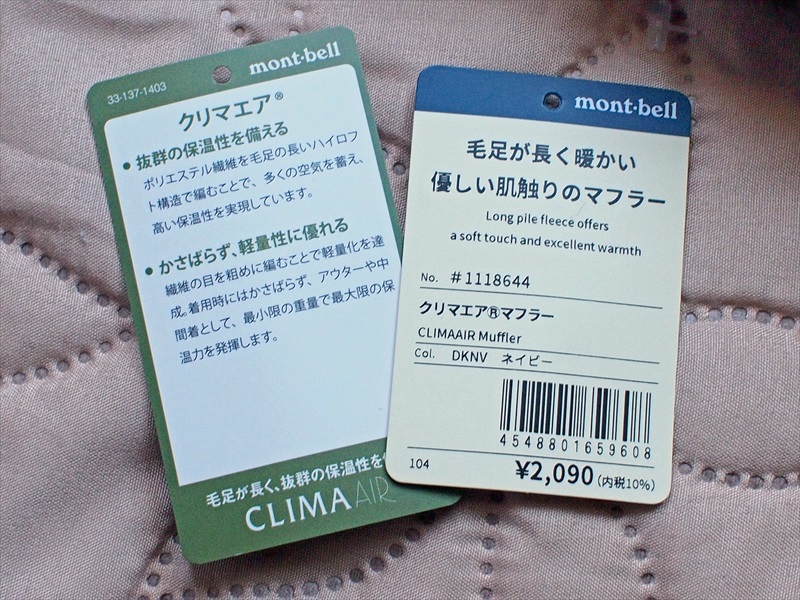 33-137-1403
mont·bell
クリマエア®
● 抜群の保温性を備える
ポリエステル繊維を毛足の長いハイロフ
ト構造で編むことで、多くの空気を蓄え、
高い保温性を実現しています。
● かさばらず、軽量性に優れる
繊維の目を粗めに編むことで軽量化を達
成。着用時にはかさばらず、アウターや中
間着として、最小限の重量で最大限の保
温力を発揮します。
毛足が長く、抜群の保温性を
CLIMAAIR
mont·bell
毛足が長く暖かい
優しい肌触りのマフラー
Long pile fleece offers
a soft touch and excellent warmth
No. #1118644
クリマエア®マフラー
CLIMAAIR Muffler
Col. DKNV ネイビー
4548801659608
104
¥2,090(内税10%)